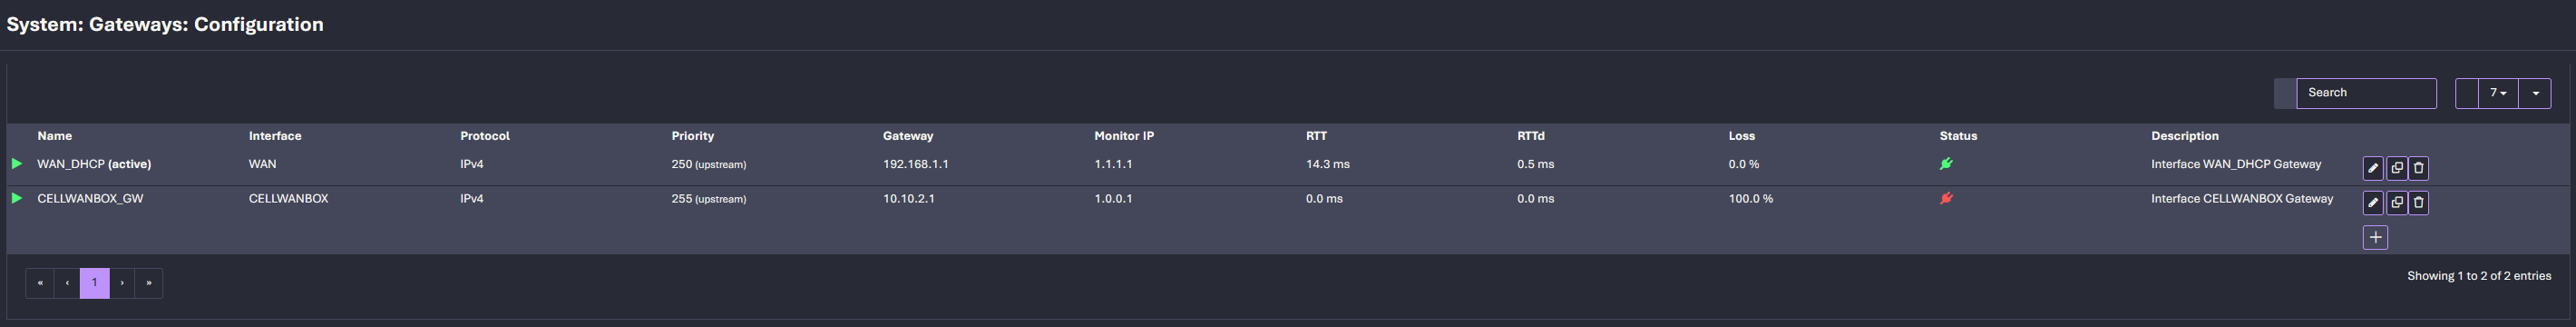 System: Gateways: Configuration
Search
7
Name Interface Protocol Priority Gateway Monitor IP RTT RTTd Loss Status Description
WAN_DHCP (active) WAN IPv4 250 (upstream) 192.168.1.1 1.1.1.1 14.3 ms 0.5 ms 0.0 % Interface WAN_DHCP Gateway
CELLWANBOX_GW CELLWANBOX IPv4 255 (upstream) 10.10.2.1 1.0.0.1 0.0 ms 0.0 ms 100.0 % Interface CELLWANBOX Gateway
« ‹ 1 › »
Showing 1 to 2 of 2 entries